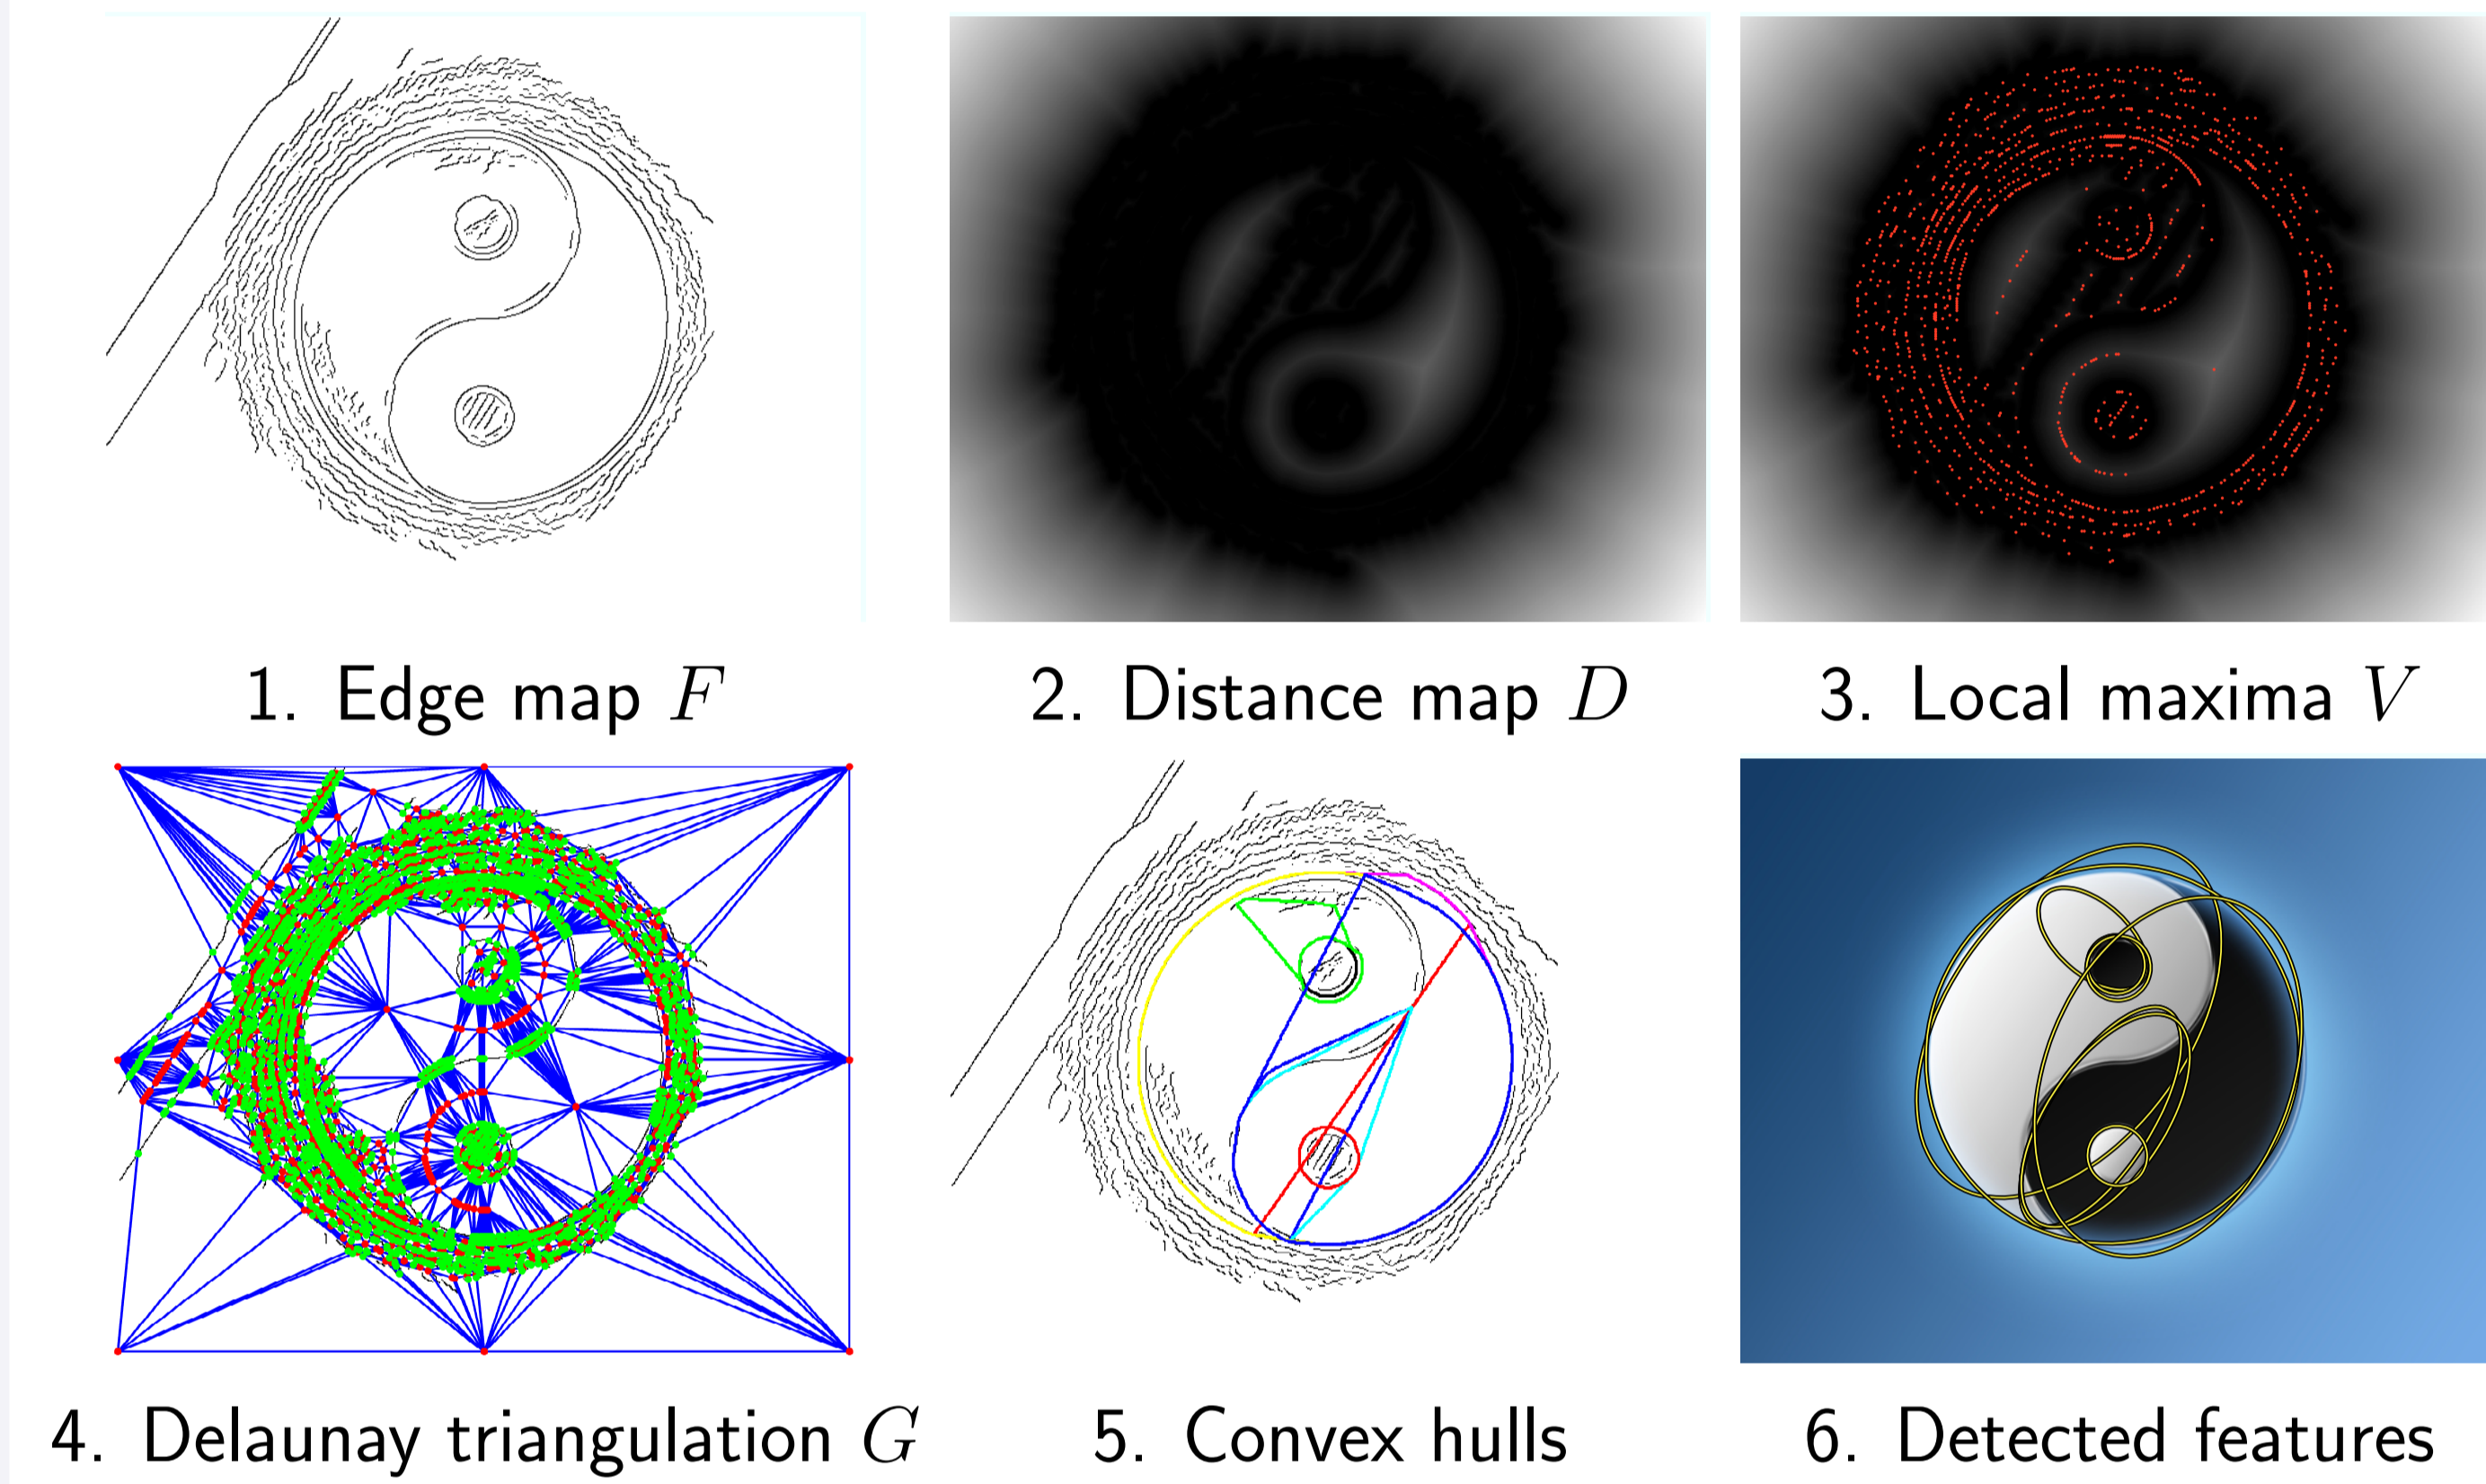 1. Edge map F
2. Distance map D
3. Local maxima V
4. Delaunay triangulation G
5. Convex hulls
6. Detected features